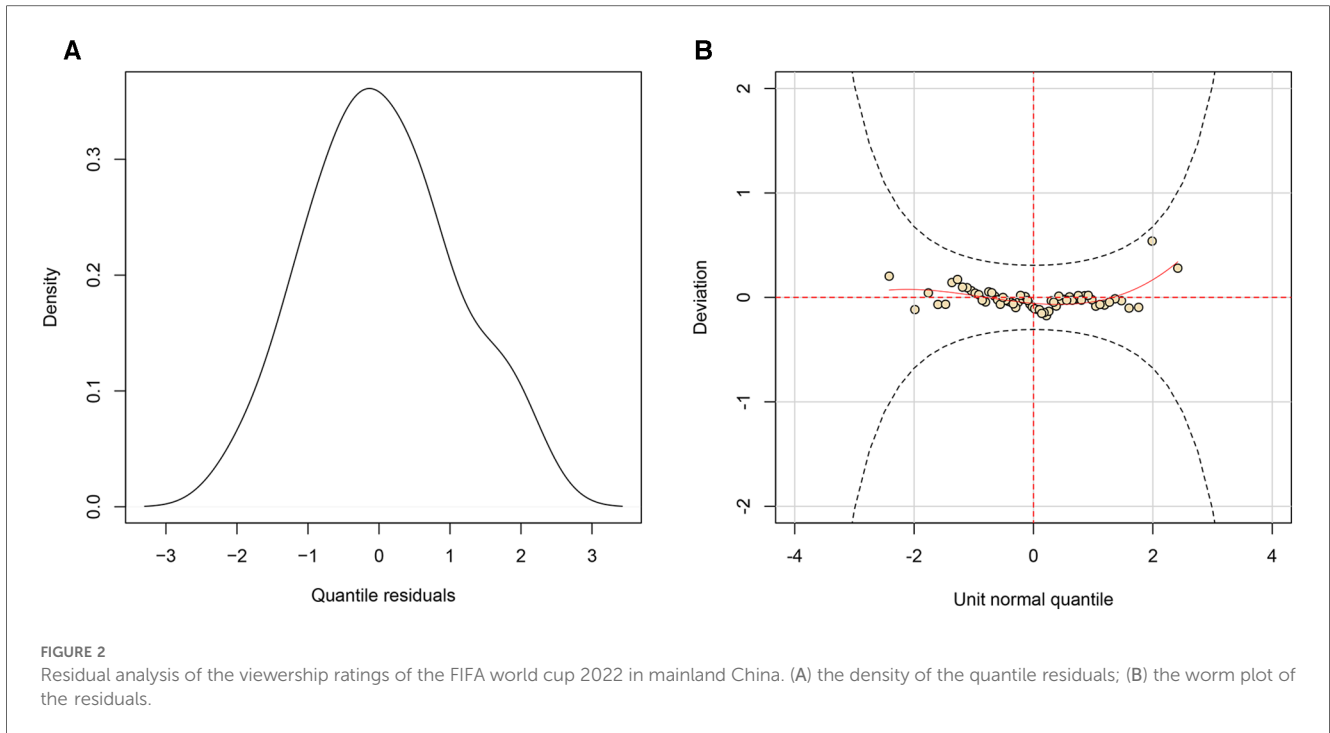 A
Density
0.0
0.1
0.2
0.3
−3
−2
−1
0
1
2
3
Quantile residuals
B
Deviation
2
1
0
-1
-2
-4
-2
0
2
4
Unit normal quantile
FIGURE 2
Residual analysis of the viewership ratings of the FIFA world cup 2022 in mainland China. (A) the density of the quantile residuals; (B) the worm plot of
the residuals.